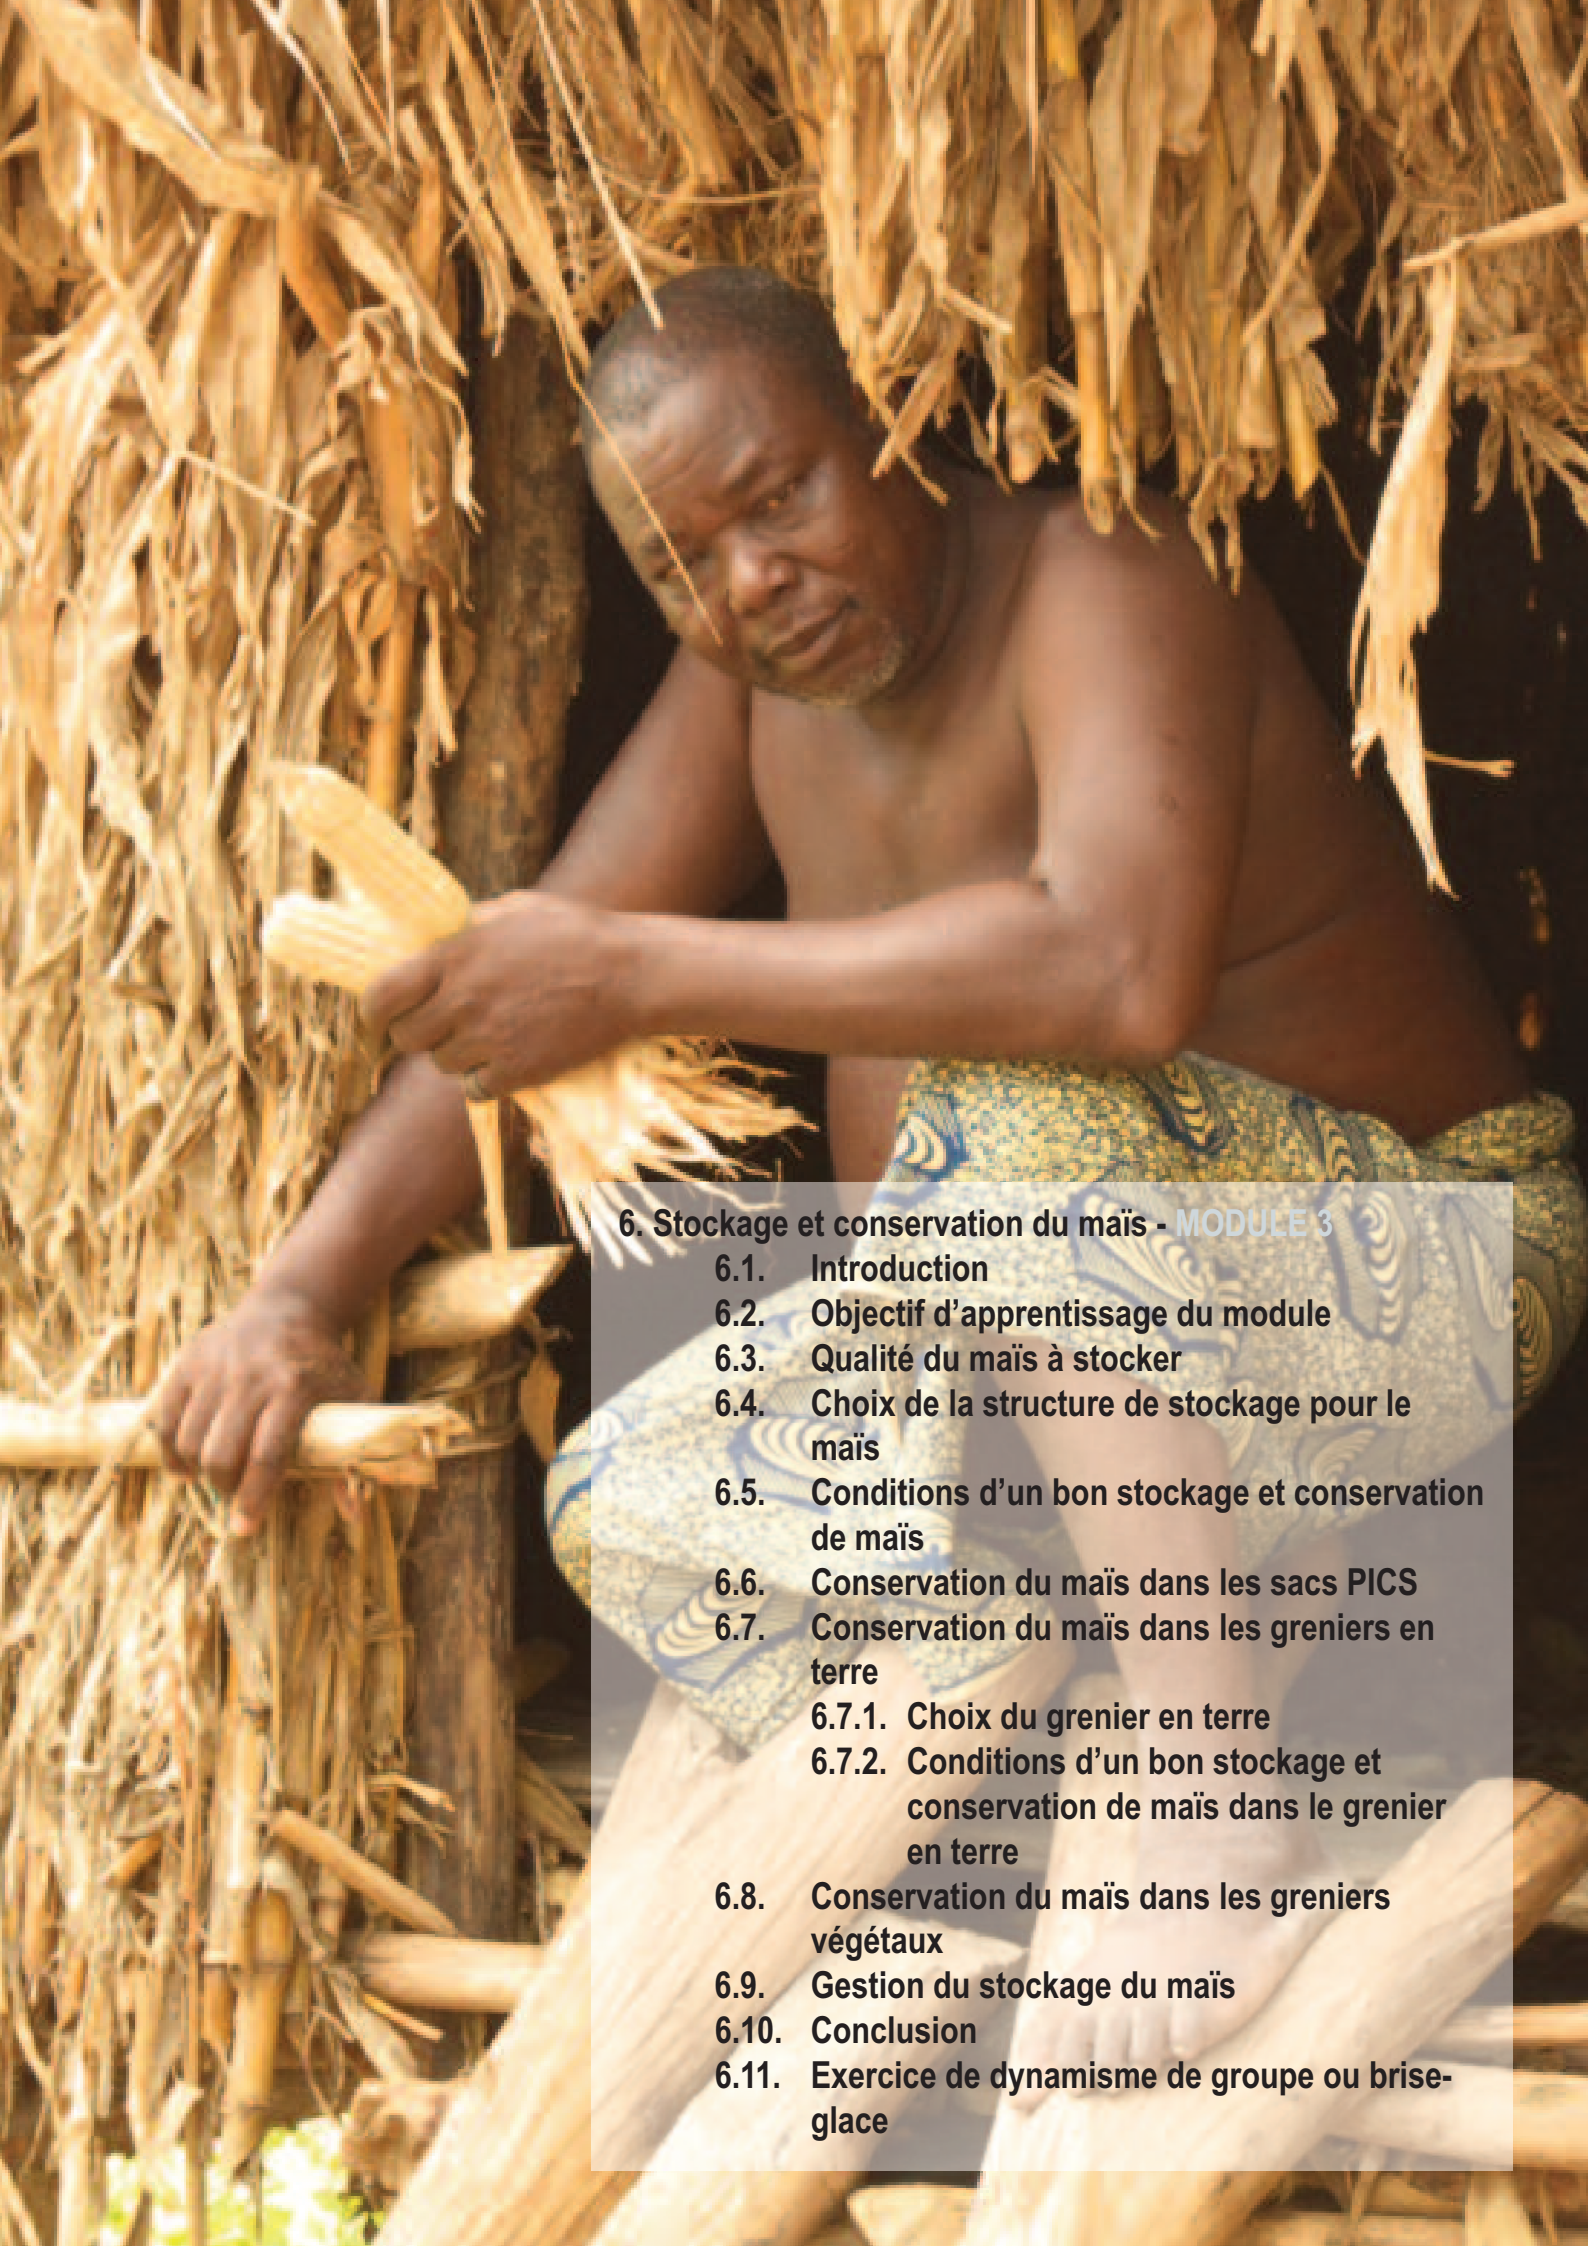 6. Stockage et conservation du maïs - MODULE 3
6.1. Introduction
6.2. Objectif d’apprentissage du module
6.3. Qualité du maïs à stocker
6.4. Choix de la structure de stockage pour le
maïs
6.5. Conditions d’un bon stockage et conservation
de maïs
6.6. Conservation du maïs dans les sacs PICS
6.7. Conservation du maïs dans les greniers en
terre
6.7.1. Choix du grenier en terre
6.7.2. Conditions d’un bon stockage et
conservation de maïs dans le grenier
en terre
6.8. Conservation du maïs dans les greniers
végétaux
6.9. Gestion du stockage du maïs
6.10. Conclusion
6.11. Exercice de dynamisme de groupe ou brise-
glace